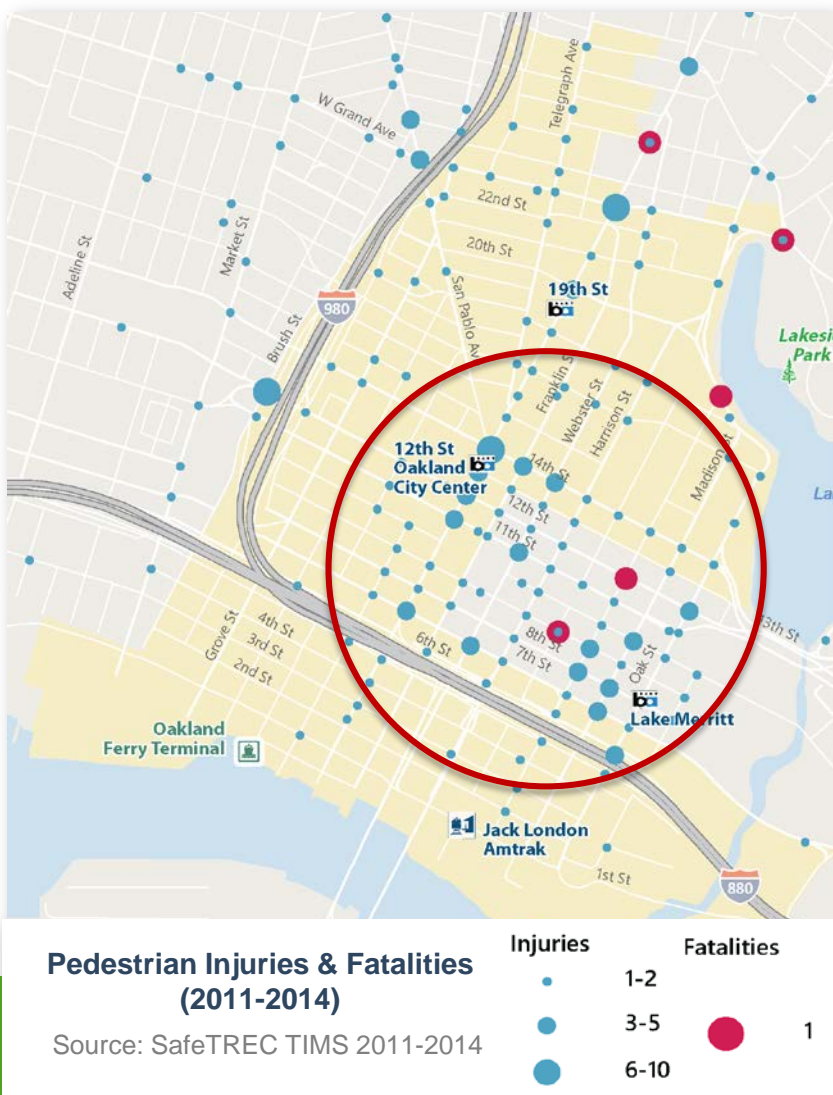 Telegraph Ave
W Grand Ave
22nd St
Market St
Adeline St
20th St
19th St
980
San Pablo Av
Brush St
Lakesi
Park
Franklin S
Webster St
Harrison St
12th St
Oakland
City Center
14th St
Madison St
La
12th St
11th St
13th St
4th St
3rd St
2nd St
Grove St
6th St
8th St
7th St
Oak St
Lake Merritt
Oakland
Ferry Terminal
Jack London
Amtrak
1st St
880
Pedestrian Injuries & Fatalities
(2011-2014)
Source: SafeTREC TIMS 2011-2014
Injuries
1-2
3-5
6-10
Fatalities
1